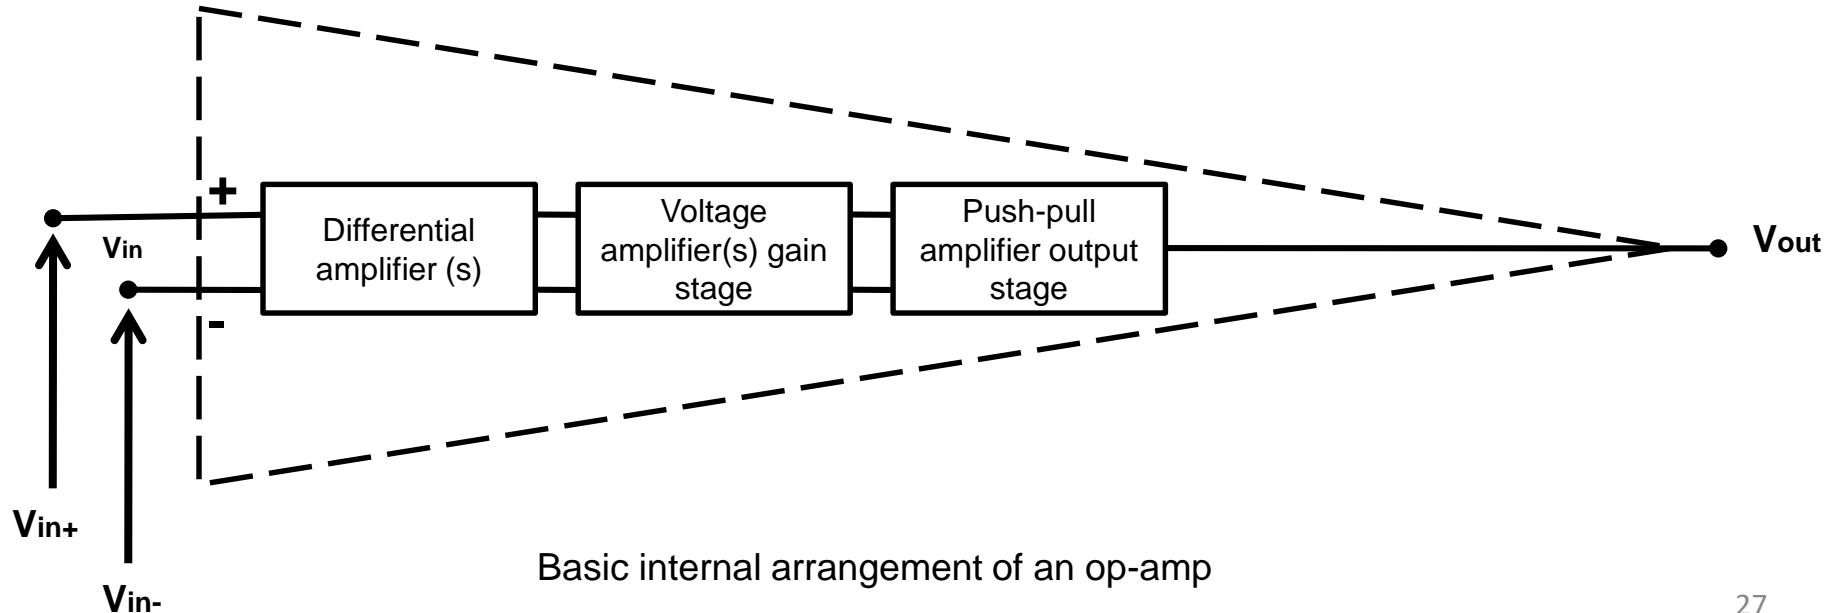 +
Vin
-
Differential
amplifier (s)
Voltage
amplifier(s) gain
stage
Push-pull
amplifier output
stage
Vout
Vin+
Vin-
Basic internal arrangement of an op-amp
27